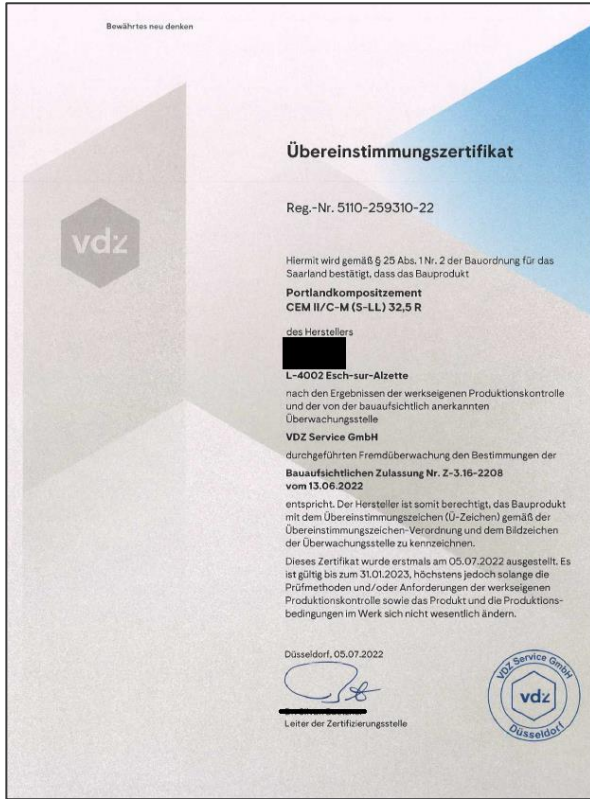 Bewährtes neu denken
vdz
Übereinstimmungszertifikat
Reg.-Nr. 5110-259310-22
Hiermit wird gemäß § 25 Abs. 1 Nr. 2 der Bauordnung für das
Saarland bestätigt, dass das Bauprodukt
Portlandkompositzement
CEM II/C-M (S-LL) 32,5 R
des Herstellers
L-4002 Esch-sur-Alzette
nach den Ergebnissen der werkseigenen Produktionskontrolle
und der von der bauaufsichtlich anerkannten
Überwachungsstelle
VDZ Service GmbH
durchgeführten Fremdüberwachung den Bestimmungen der
Bauaufsichtlichen Zulassung Nr. Z-3.16-2208
vom 13.06.2022
entspricht. Der Hersteller ist somit berechtigt, das Bauprodukt
mit dem Übereinstimmungszeichen (Ü-Zeichen) gemäß der
Übereinstimmungszeichen-Verordnung und dem Bildzeichen
der Überwachungsstelle zu kennzeichnen.
Dieses Zertifikat wurde erstmals am 05.07.2022 ausgestellt. Es
ist gültig bis zum 31.01.2023, höchstens jedoch solange die
Prüfmethoden und/oder Anforderungen der werkseigenen
Produktionskontrolle sowie das Produkt und die Produktions-
bedingungen im Werk sich nicht wesentlich ändern.
Düsseldorf, 05.07.2022
Leiter der Zertifizierungsstelle
VDZ Service GmbH
vdz
Düsseldorf